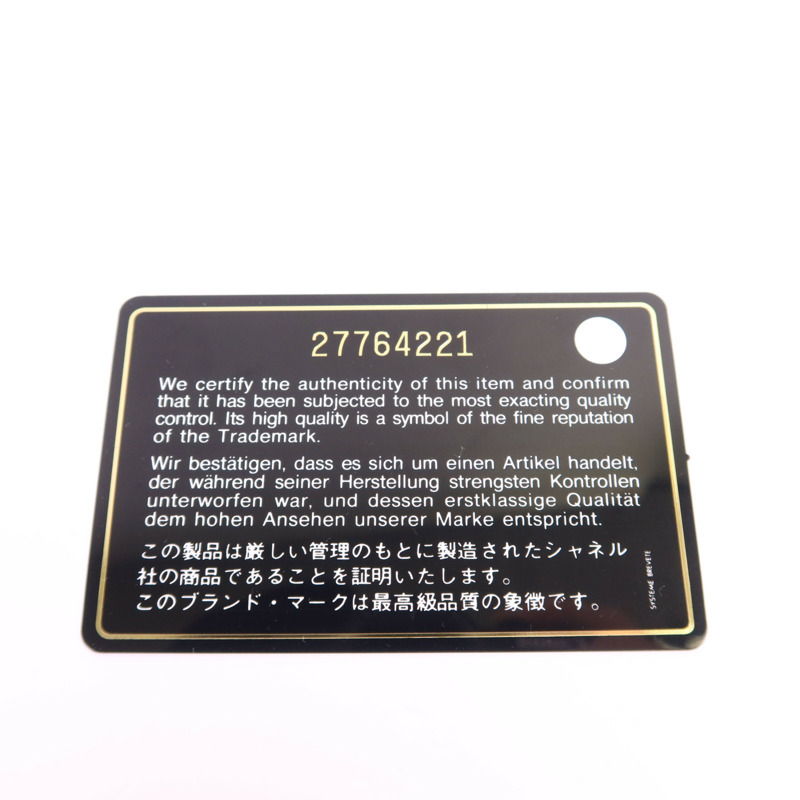 27764221
We certify the authenticity of this item and confirm
that it has been subjected to the most exacting quality
control. Its high quality is a symbol of the fine reputation
of the Trademark.
Wir bestätigen, dass es sich um einen Artikel handelt,
der während seiner Herstellung strengsten Kontrollen
unterworfen war, und dessen erstklassige Qualität
dem hohen Ansehen unserer Marke entspricht.
この製品は厳しい管理のもとに製造されたシャネル
社の商品であることを証明いたします。
このブランド・マークは最高級品質の象徴です。
SYSTEME BREVETE